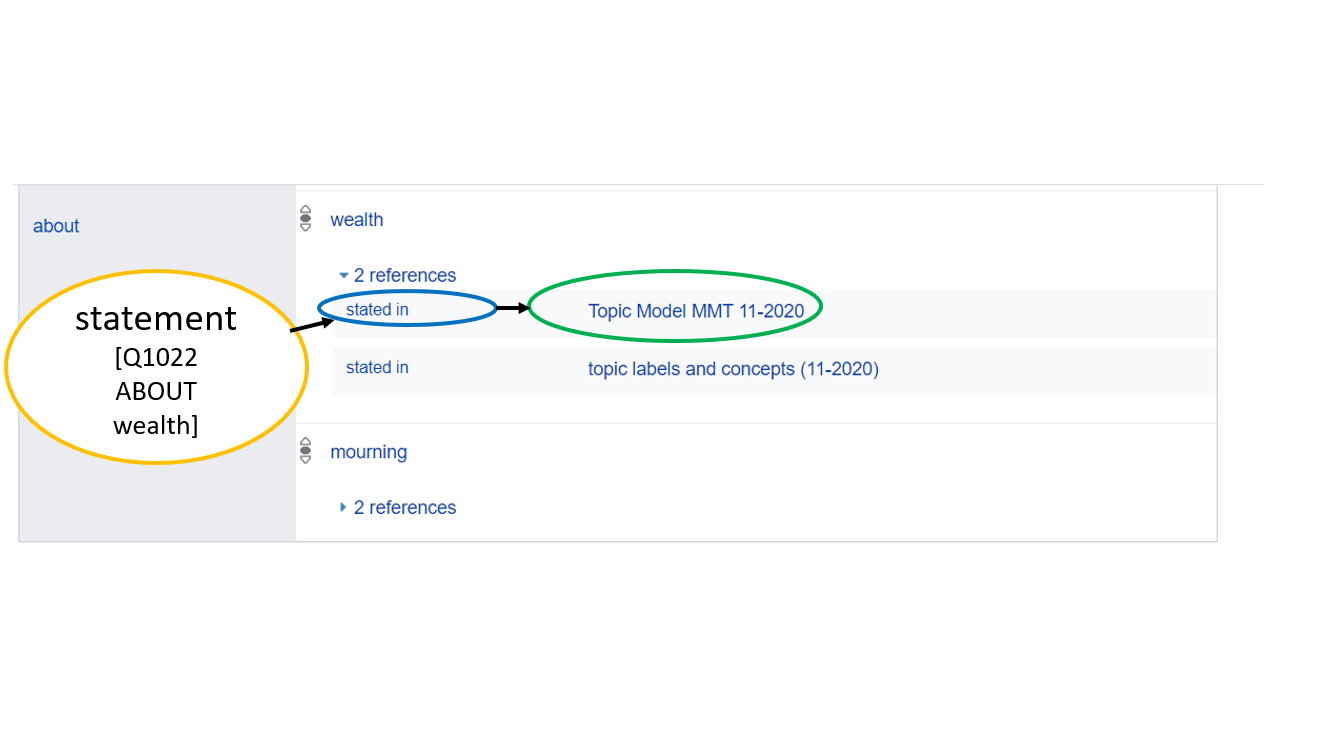 about
wealth
2 references
statement
[Q1022
ABOUT
wealth]
stated in
Topic Model MMT 11-2020
stated in
topic labels and concepts (11-2020)
mourning
2 references